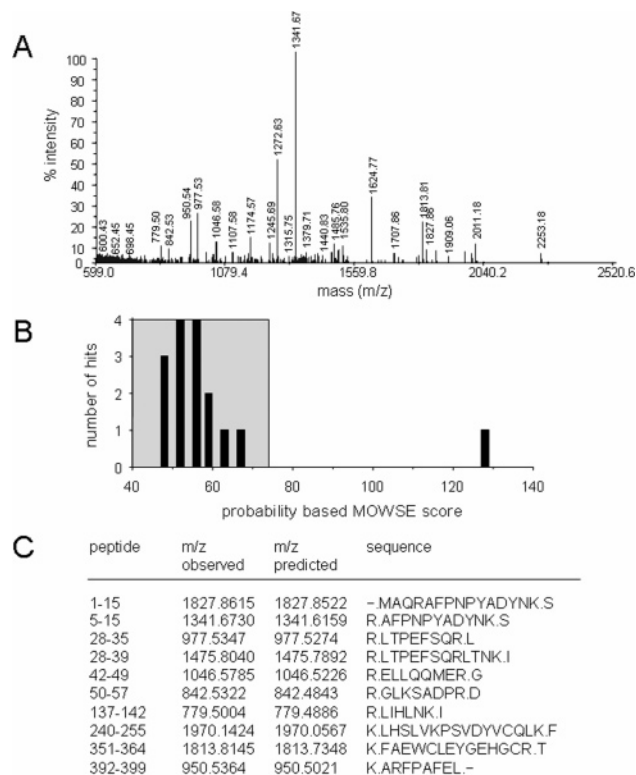 A
% intensity
100
90
80
70
60
50
40
30
20
10
0
600.43
652.45
698.45
779.50
842.53
950.54
977.53
1046.58
1107.58
1174.57
1245.69
1272.63
1315.75
1341.67
1379.71
1440.83
1485.76
1535.80
1624.77
1707.86
1813.81
1827.86
1909.06
2011.18
2253.18
599.0 1079.4 1559.8 2040.2 2520.6
mass (m/z)
B
number of hits
4
3
2
1
0
40 60 80 100 120 140
probability based MOWSE score
C
peptide m/z observed m/z predicted sequence
1-15 1827.8615 1827.8522 -.MAQRAFPNPYADYNK.S
5-15 1341.6730 1341.6159 R.AFPNPYADYNK.S
28-35 977.5347 977.5274 R.LTPEFSQR.L
28-39 1475.8040 1475.7892 R.LTPEFSQRLTNK.I
42-49 1046.5785 1046.5226 R.ELLQQMER.G
50-57 842.5322 842.4843 R.GLKSADPR.D
137-142 779.5004 779.4886 R.LIHLNK.I
240-255 1970.1424 1970.0567 K.LHSLVKPSVDYVCQLK.F
351-364 1813.8145 1813.7348 K.FAEWCLEYGEHGCR.T
392-399 950.5364 950.5021 K.ARFPAFEL.-